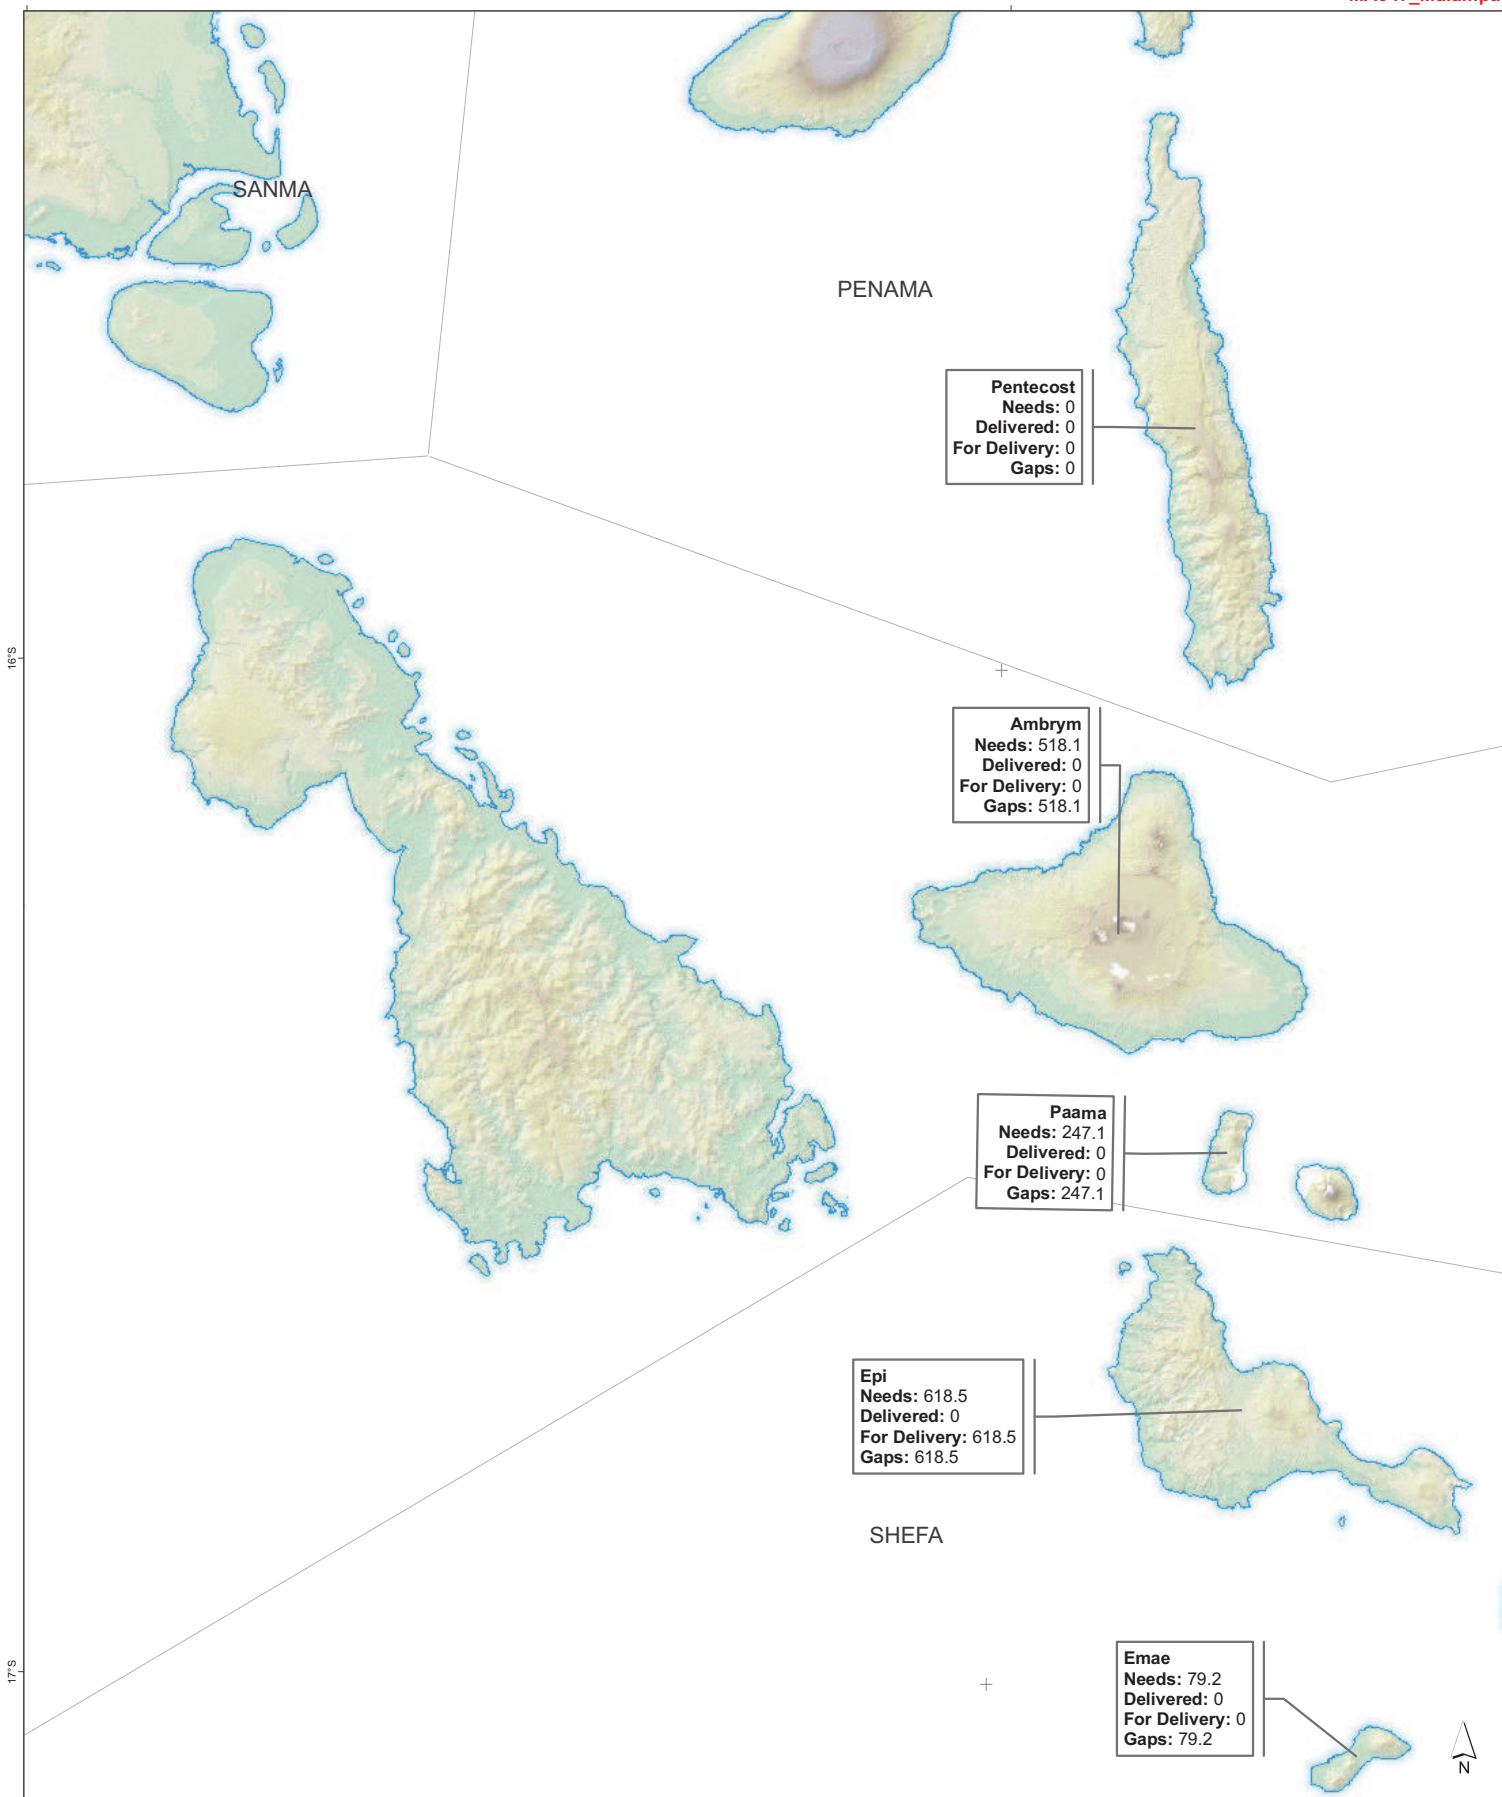 SANMA
PENAMA
Pentecost
Needs: 0
Delivered: 0
For Delivery: 0
Gaps: 0
16°S
Ambrym
Needs: 518.1
Delivered: 0
For Delivery: 0
Gaps: 518.1
Paama
Needs: 247.1
Delivered: 0
For Delivery: 0
Gaps: 247.1
Epi
Needs: 618.5
Delivered: 0
For Delivery: 618.5
Gaps: 618.5
SHEFA
17°S
Emae
Needs: 79.2
Delivered: 0
For Delivery: 0
Gaps: 79.2
N